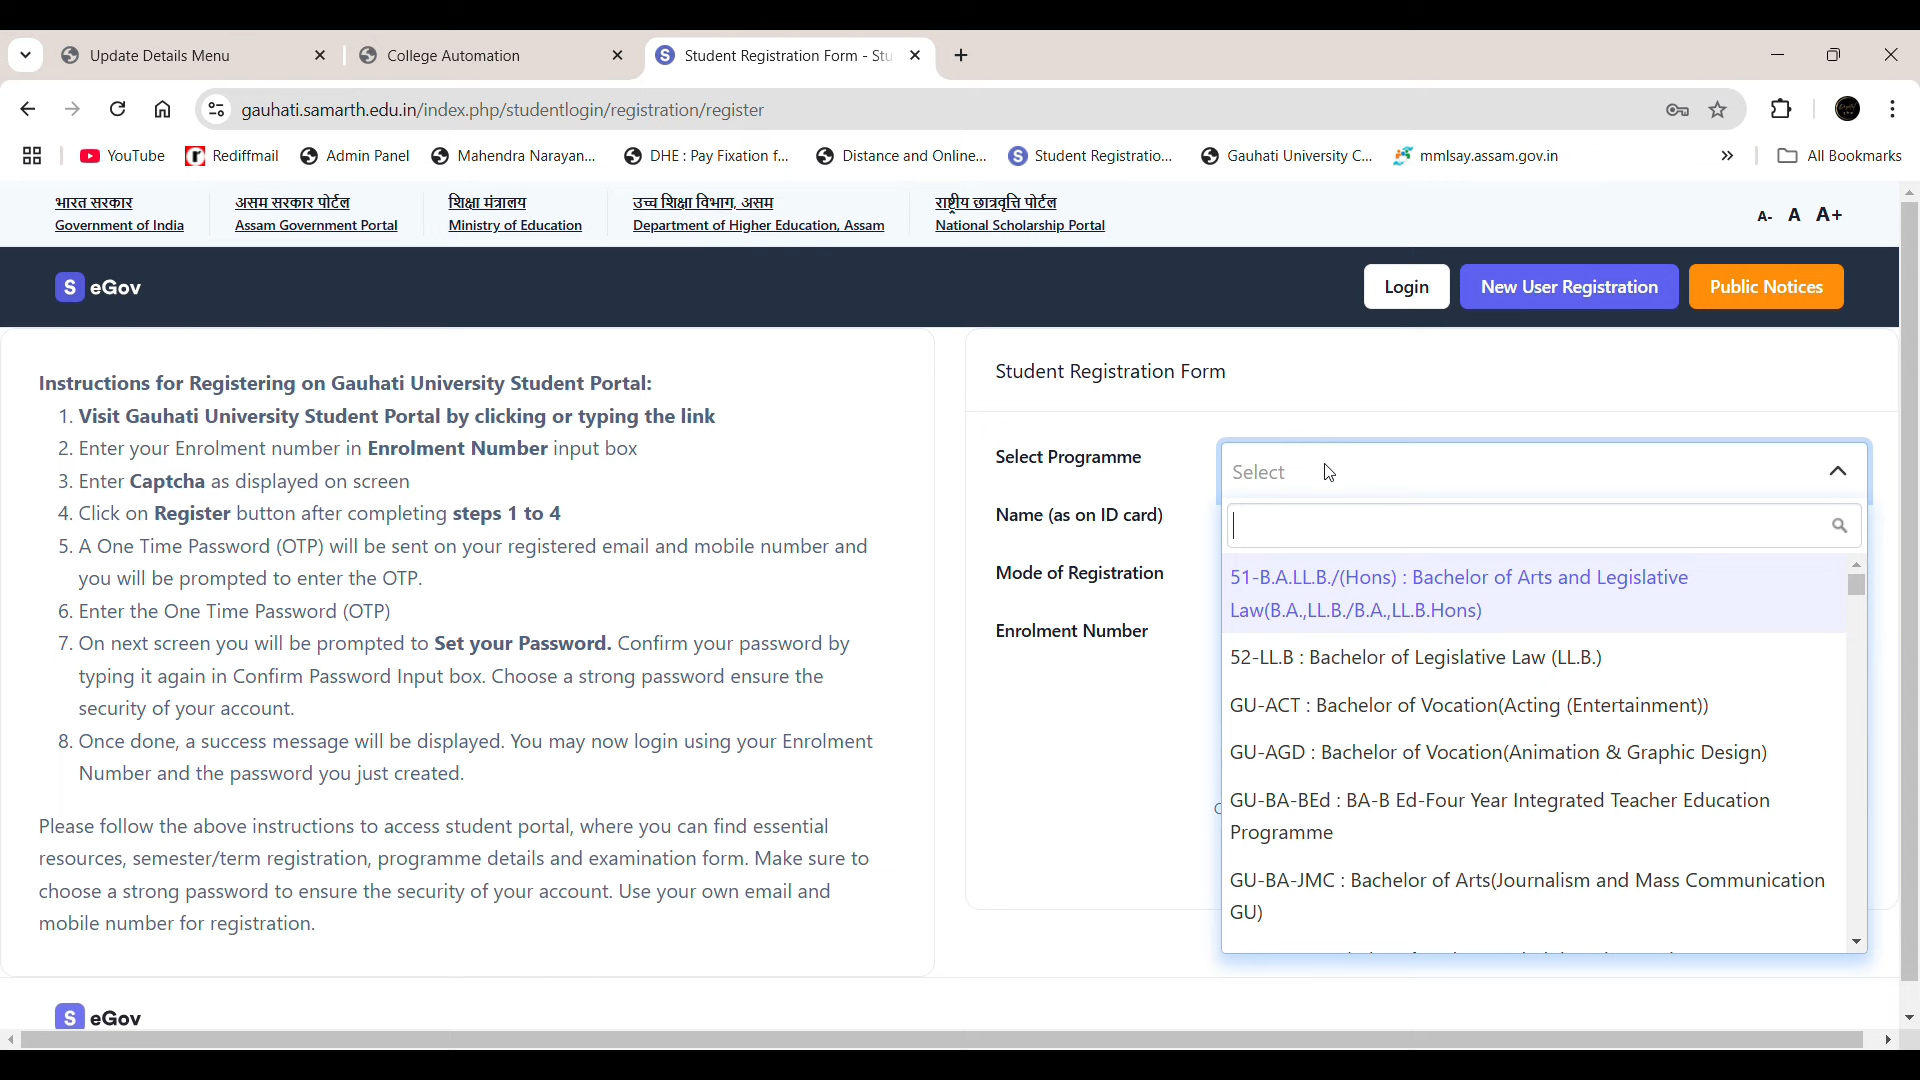 Update Details Menu
College Automation
Student Registration Form - Stu
gauhati.samarth.edu.in/index.php/studentlogin/registration/register
YouTube
Rediffmail
Admin Panel
Mahendra Narayan...
DHE : Pay Fixation f...
Distance and Online...
Student Registratio...
Gauhati University C...
mmlsay.assam.gov.in
All Bookmarks
भारत सरकार
Government of India
असम सरकार पोर्टल
Assam Government Portal
शिक्षा मंत्रालय
Ministry of Education
उच्च शिक्षा विभाग, असम
Department of Higher Education, Assam
राष्ट्रीय छात्रवृत्ति पोर्टल
National Scholarship Portal
A- A A+
S eGov
Login
New User Registration
Public Notices
Instructions for Registering on Gauhati University Student Portal:
1. Visit Gauhati University Student Portal by clicking or typing the link
2. Enter your Enrolment number in Enrolment Number input box
3. Enter Captcha as displayed on screen
4. Click on Register button after completing steps 1 to 4
5. A One Time Password (OTP) will be sent on your registered email and mobile number and
you will be prompted to enter the OTP.
6. Enter the One Time Password (OTP)
7. On next screen you will be prompted to Set your Password. Confirm your password by
typing it again in Confirm Password Input box. Choose a strong password ensure the
security of your account.
8. Once done, a success message will be displayed. You may now login using your Enrolment
Number and the password you just created.
Please follow the above instructions to access student portal, where you can find essential
resources, semester/term registration, programme details and examination form. Make sure to
choose a strong password to ensure the security of your account. Use your own email and
mobile number for registration.
Student Registration Form
Select Programme
Select
Name (as on ID card)
Mode of Registration
Enrolment Number
51-B.A.LL.B./(Hons) : Bachelor of Arts and Legislative
Law(B.A.,LL.B./B.A.,LL.B.Hons)
52-LL.B : Bachelor of Legislative Law (LL.B.)
GU-ACT : Bachelor of Vocation(Acting (Entertainment))
GU-AGD : Bachelor of Vocation(Animation & Graphic Design)
GU-BA-BEd : BA-B Ed-Four Year Integrated Teacher Education
Programme
GU-BA-JMC : Bachelor of Arts(Journalism and Mass Communication
GU)
S eGov